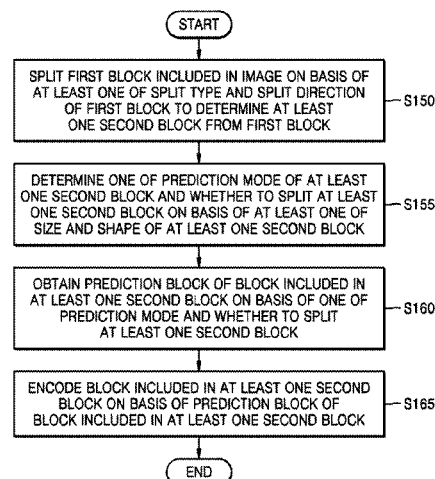 START
SPLIT FIRST BLOCK INCLUDED IN IMAGE ON BASIS OF
AT LEAST ONE OF SPLIT TYPE AND SPLIT DIRECTION
OF FIRST BLOCK TO DETERMINE AT LEAST
ONE SECOND BLOCK FROM FIRST BLOCK
S150
DETERMINE ONE OF PREDICTION MODE OF AT LEAST
ONE SECOND BLOCK AND WHETHER TO SPLIT AT LEAST
ONE SECOND BLOCK ON BASIS OF AT LEAST ONE OF
SIZE AND SHAPE OF AT LEAST ONE SECOND BLOCK
S155
OBTAIN PREDICTION BLOCK OF BLOCK INCLUDED IN
AT LEAST ONE SECOND BLOCK ON BASIS OF ONE OF
PREDICTION MODE AND WHETHER TO SPLIT
AT LEAST ONE SECOND BLOCK
S160
ENCODE BLOCK INCLUDED IN AT LEAST ONE SECOND
BLOCK ON BASIS OF PREDICTION BLOCK OF
BLOCK INCLUDED IN AT LEAST ONE SECOND BLOCK
S165
END